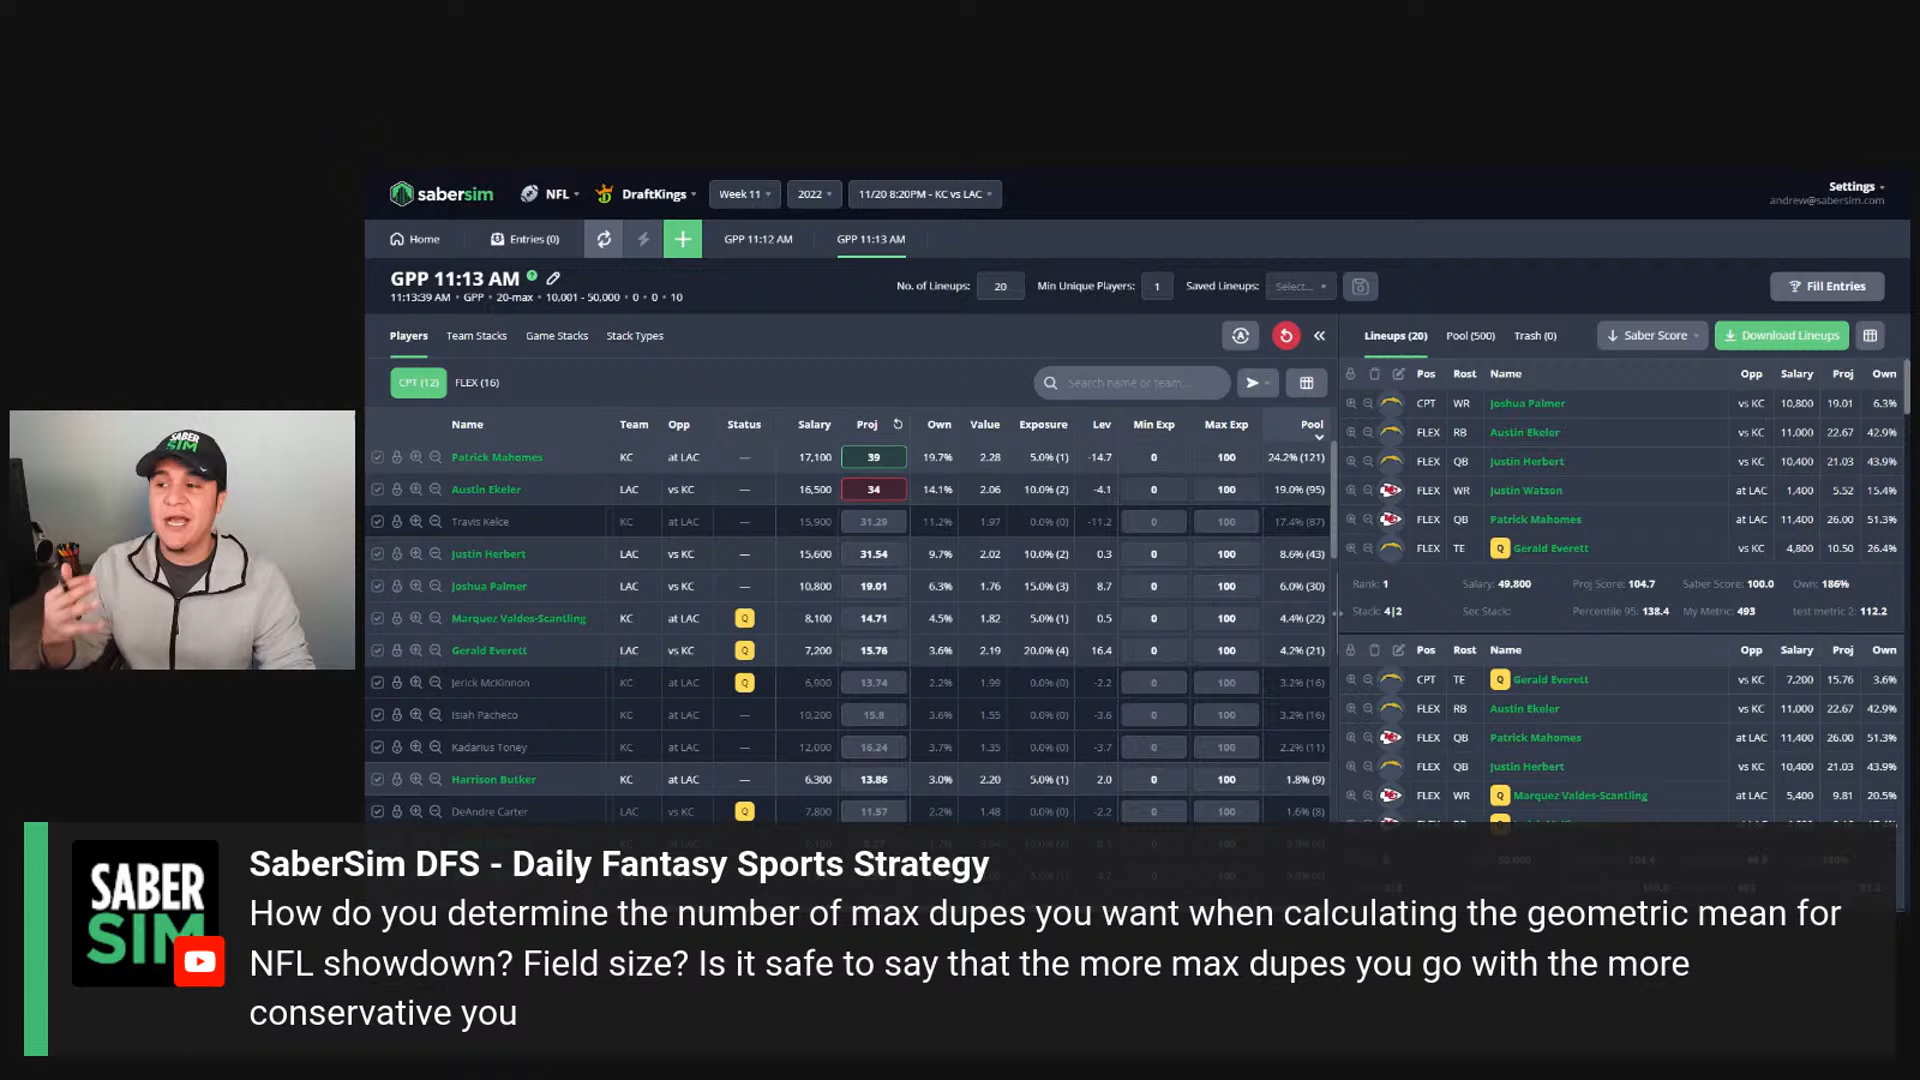 sabersim NFL DraftKings Week 11 2022 11/20 8:20PM - KC vs LAC Settings
andrew@sabersim.com
Home Entries (0) GPP 11:12 AM GPP 11:13 AM
GPP 11:13 AM
11:13:39 AM • GPP • 20-max • 10,001 - 50,000 • 0 • 0 • 10
No. of Lineups: 20 Min Unique Players: 1 Saved Lineups: Select... Fill Entries
Players Team Stacks Game Stacks Stack Types
CPT (12) FLEX (16) Search name or team...
Name Team Opp Status Salary Proj Own Value Exposure Lev Min Exp Max Exp Pool
Patrick Mahomes KC at LAC — 17,100 39 19.7% 2.28 5.0% (1) -14.7 0 100 24.2% (121)
Austin Ekeler LAC vs KC — 16,500 34 14.1% 2.06 10.0% (2) -4.1 0 100 19.0% (95)
Travis Kelce KC at LAC — 15,900 31.29 11.2% 1.97 0.0% (0) -11.2 0 100 17.4% (87)
Justin Herbert LAC vs KC — 15,600 31.54 9.7% 2.02 10.0% (2) 0.3 0 100 8.6% (43)
Joshua Palmer LAC vs KC — 10,800 19.01 6.3% 1.76 15.0% (3) 8.7 0 100 6.0% (30)
Marquez Valdes-Scantling KC at LAC Q 8,100 14.71 4.5% 1.82 5.0% (1) 0.5 0 100 4.4% (22)
Gerald Everett LAC vs KC Q 7,200 15.76 3.6% 2.19 20.0% (4) 16.4 0 100 4.2% (21)
Jerick McKinnon KC at LAC Q 6,900 13.74 2.2% 1.99 0.0% (0) -2.2 0 100 3.2% (16)
Isiah Pacheco KC at LAC — 10,200 15.8 3.6% 1.55 0.0% (0) -3.6 0 100 3.2% (16)
Kadarius Toney KC at LAC — 12,000 16.24 3.7% 1.35 0.0% (0) -3.7 0 100 2.2% (11)
Harrison Butker KC at LAC — 6,300 13.86 3.0% 2.20 5.0% (1) 2.0 0 100 1.8% (9)
DeAndre Carter LAC vs KC Q 7,800 11.57 2.2% 1.48 0.0% (0) -2.2 0 100 1.6% (8)
Lineups (20) Pool (500) Trash (0) Saber Score Download Lineups
Pos Rost Name Opp Salary Proj Own
CPT WR Joshua Palmer vs KC 10,800 19.01 6.3%
FLEX RB Austin Ekeler vs KC 11,000 22.67 42.9%
FLEX QB Justin Herbert vs KC 10,400 21.03 43.9%
FLEX WR Justin Watson at LAC 1,400 5.52 15.4%
FLEX QB Patrick Mahomes at LAC 11,400 26.00 51.3%
FLEX TE Q Gerald Everett vs KC 4,800 10.50 26.4%
Rank: 1 Salary: 49,800 Proj Score: 104.7 Saber Score: 100.0 Own: 186%
Stack: 4|2 Sec Stack: Percentile 95: 138.4 My Metric: 493 test metric 2: 112.2
Pos Rost Name Opp Salary Proj Own
CPT TE Q Gerald Everett vs KC 7,200 15.76 3.6%
FLEX RB Austin Ekeler vs KC 11,000 22.67 42.9%
FLEX QB Patrick Mahomes at LAC 11,400 26.00 51.3%
FLEX QB Justin Herbert vs KC 10,400 21.03 43.9%
FLEX WR Q Marquez Valdes-Scantling at LAC 5,400 9.81 20.5%
SABER
SIM
SABER
SIM
SaberSim DFS - Daily Fantasy Sports Strategy
How do you determine the number of max dupes you want when calculating the geometric mean for
NFL showdown? Field size? Is it safe to say that the more max dupes you go with the more
conservative you